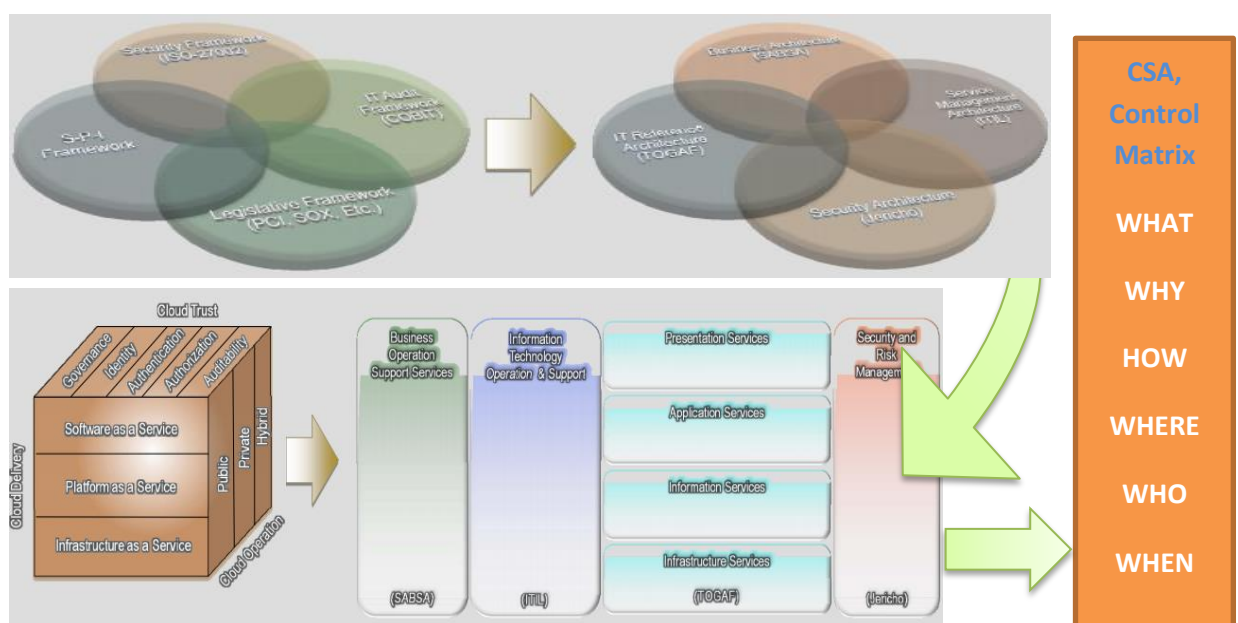 Security Framework
(ISO-27002)
IT Audit
Framework
(COBIT)
S-P-I
Framework
Legislative Framework
(PCI, SOX, Etc.)
Business Architecture
(SABSA)
Service
Management
Architecture
(ITIL)
IT Reference
Architecture
(TOGAF)
Security Architecture
(Jericho)
CSA,
Control
Matrix
WHAT
WHY
HOW
WHERE
WHO
WHEN
Cloud Trust
Governance
Identity
Authentication
Authorization
Auditability
Software as a Service
Platform as a Service
Infrastructure as a Service
Cloud Delivery
Public
Private
Hybrid
Cloud Operation
Business
Operation
Support Services
(SABSA)
Information
Technology
Operation & Support
(ITIL)
Presentation Services
Application Services
Information Services
Infrastructure Services
(TOGAF)
Security and
Risk
Manageme
(Jericho)